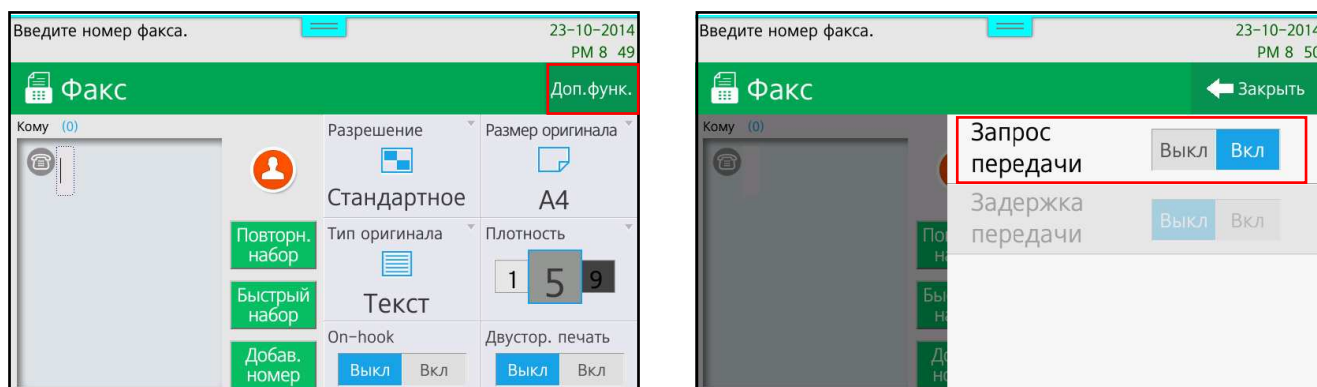 Введите номер факса.
23-10-2014
PM 8 49
Факс
Доп.функ.
Кому (0)
Разрешение
Стандартное
Размер оригинала
A4
Повторн.
набор
Тип оригинала
Текст
Плотность
1 5 9
Быстрый
набор
Добав.
номер
On-hook
Выкл Вкл
Двустор. печать
Выкл Вкл
Введите номер факса.
23-10-2014
PM 8 50
Факс
Закрыть
Кому (0)
Запрос
передачи
Выкл Вкл
Задержка
передачи
Выкл Вкл